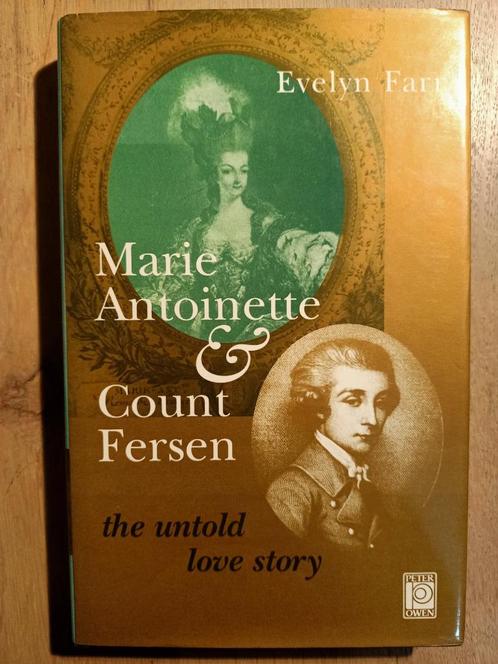 Evelyn Farr
Marie
Antoinette
&
Count
Fersen
the untold
love story
PETER
OWEN